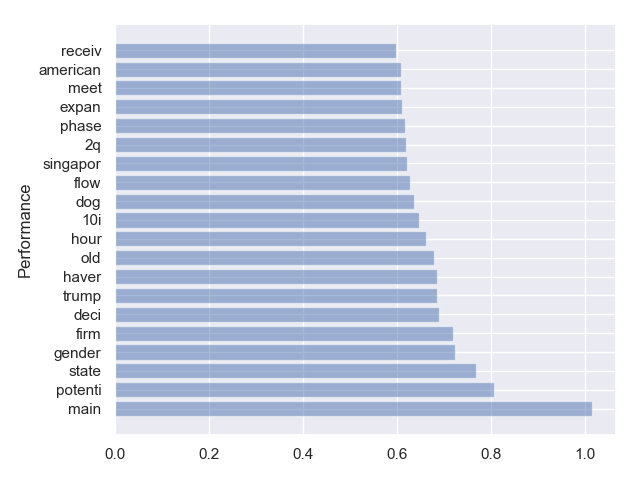 receiv
american
meet
expan
phase
2q
singapor
flow
dog
10i
hour
old
haver
trump
deci
firm
gender
state
potenti
main
Performance
0.0 0.2 0.4 0.6 0.8 1.0